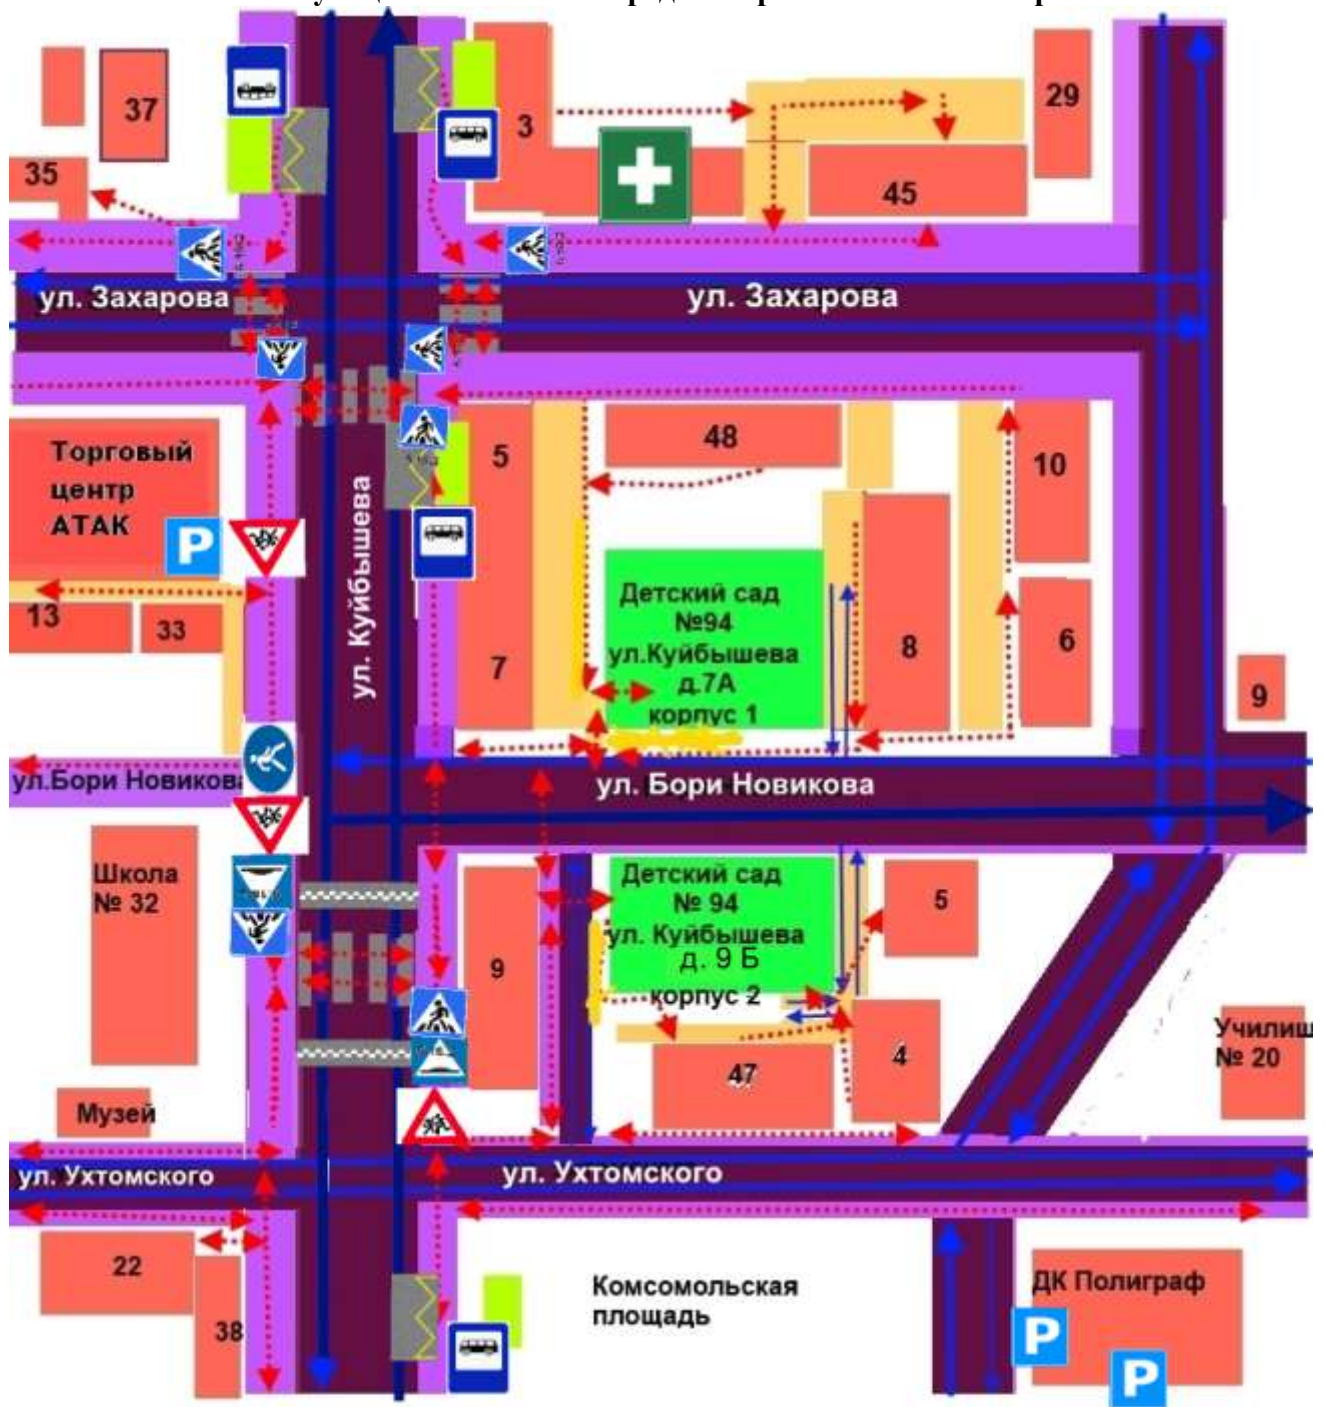 37
35
3
29
45
ул. Захарова
ул. Захарова
Торговый
центр
АТАК
P
13
33
ул. Куйбышева
5
48
10
7
Детский сад
№94
ул.Куйбышева
д.7А
корпус 1
8
6
9
ул.Бори Новикова
ул. Бори Новикова
Школа
№ 32
9
Детский сад
№ 94
ул. Куйбышева
д. 9 Б
корпус 2
5
4
47
Училищ
№ 20
Музей
ул. Ухтомского
ул. Ухтомского
22
38
Комсомольская
площадь
ДК Полиграф
P
P